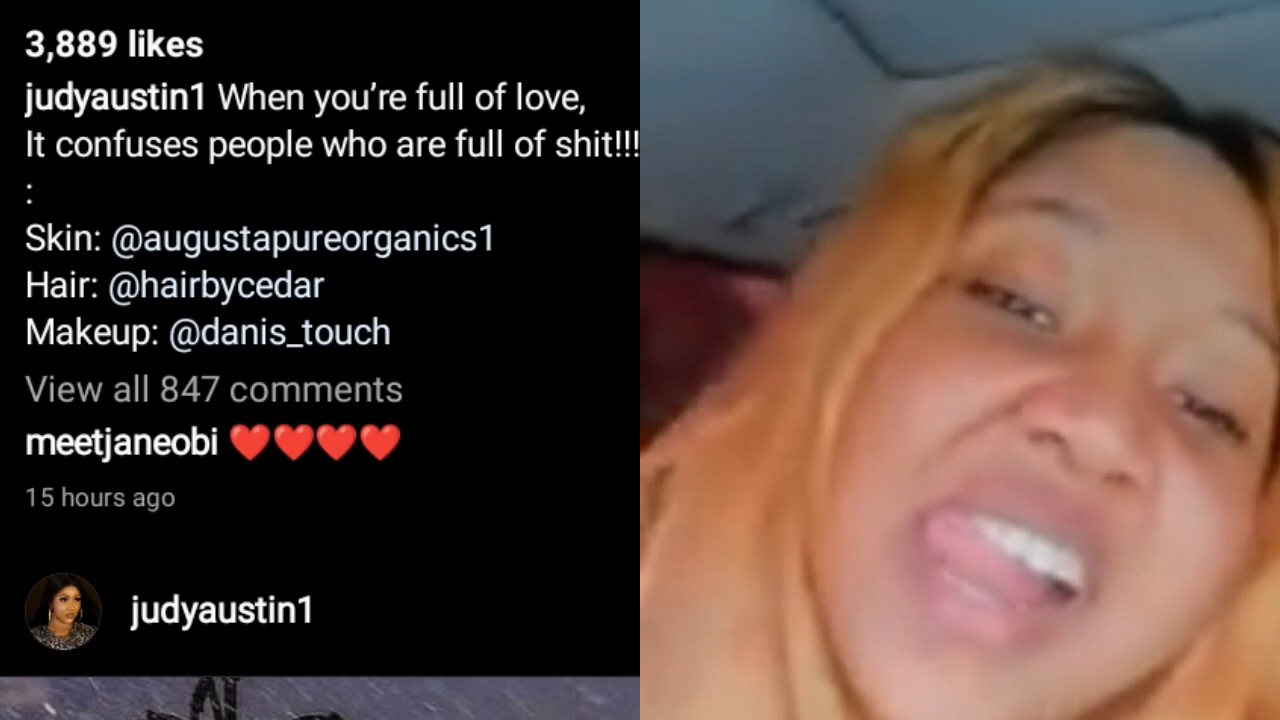 3,889 likes
judyaustin1 When you’re full of love,
It confuses people who are full of shit!!!
:
Skin: @augustapureorganics1
Hair: @hairbycedar
Makeup: @danis_touch
View all 847 comments
meetjaneobi ❤️❤️❤️❤️
15 hours ago
judyaustin1